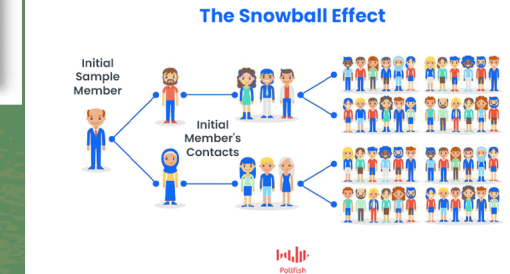 The Snowball Effect
Initial
Sample
Member
Initial
Member's
Contacts
Pollfish